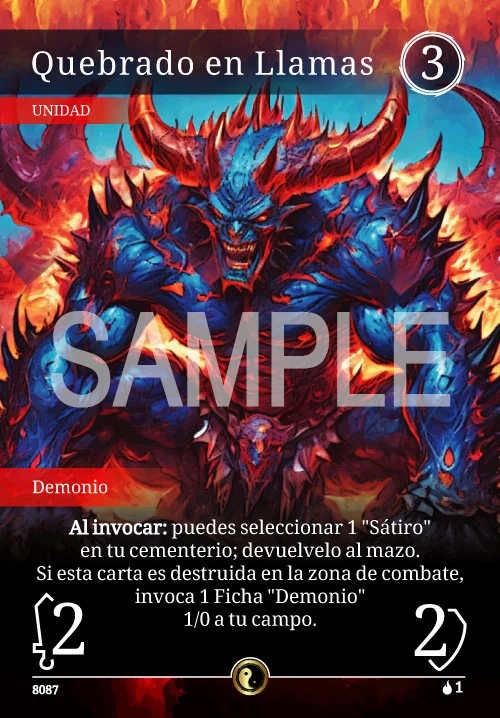 Quebrado en Llamas
3
UNIDAD
SAMPLE
Demonio
Al invocar: puedes seleccionar 1 "Sátiro"
en tu cementerio; devuelvelo al mazo.
Si esta carta es destruida en la zona de combate,
invoca 1 Ficha "Demonio"
1/0 a tu campo.
2
2
8087
1